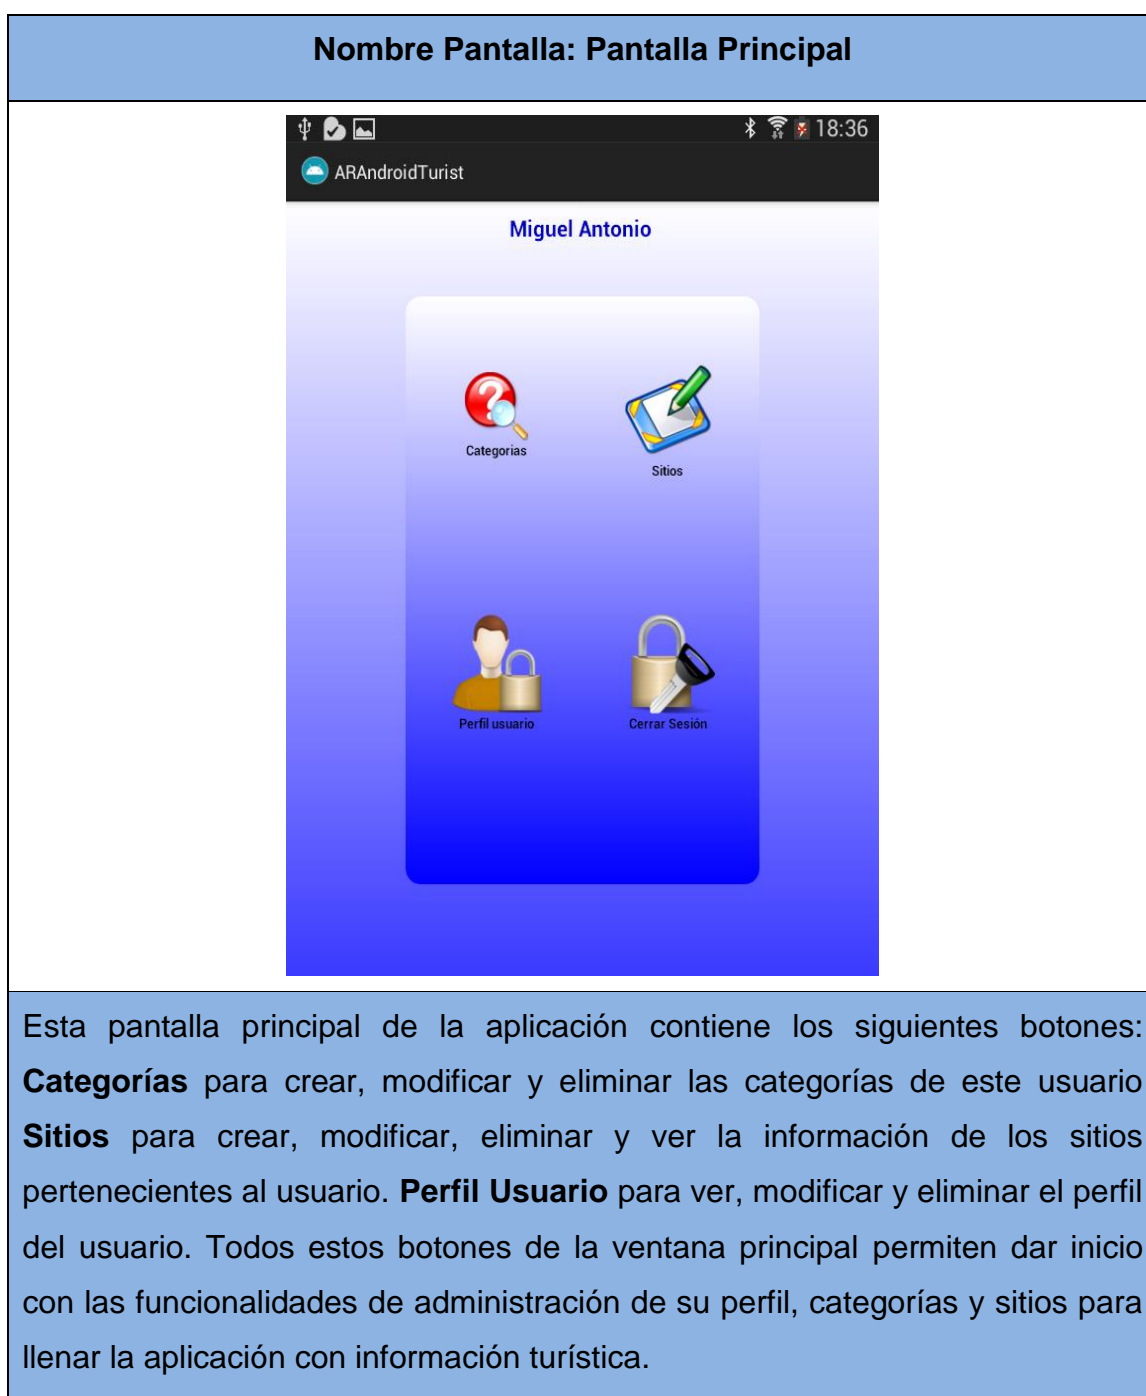 Nombre Pantalla: Pantalla Principal
18:36
ARAndroidTurist
Miguel Antonio
Categorias
Sitios
Perfil usuario
Cerrar Sesión
Esta pantalla principal de la aplicación contiene los siguientes botones:
Categorías para crear, modificar y eliminar las categorías de este usuario
Sitios para crear, modificar, eliminar y ver la información de los sitios
pertenecientes al usuario. Perfil Usuario para ver, modificar y eliminar el perfil
del usuario. Todos estos botones de la ventana principal permiten dar inicio
con las funcionalidades de administración de su perfil, categorías y sitios para
llenar la aplicación con información turística.